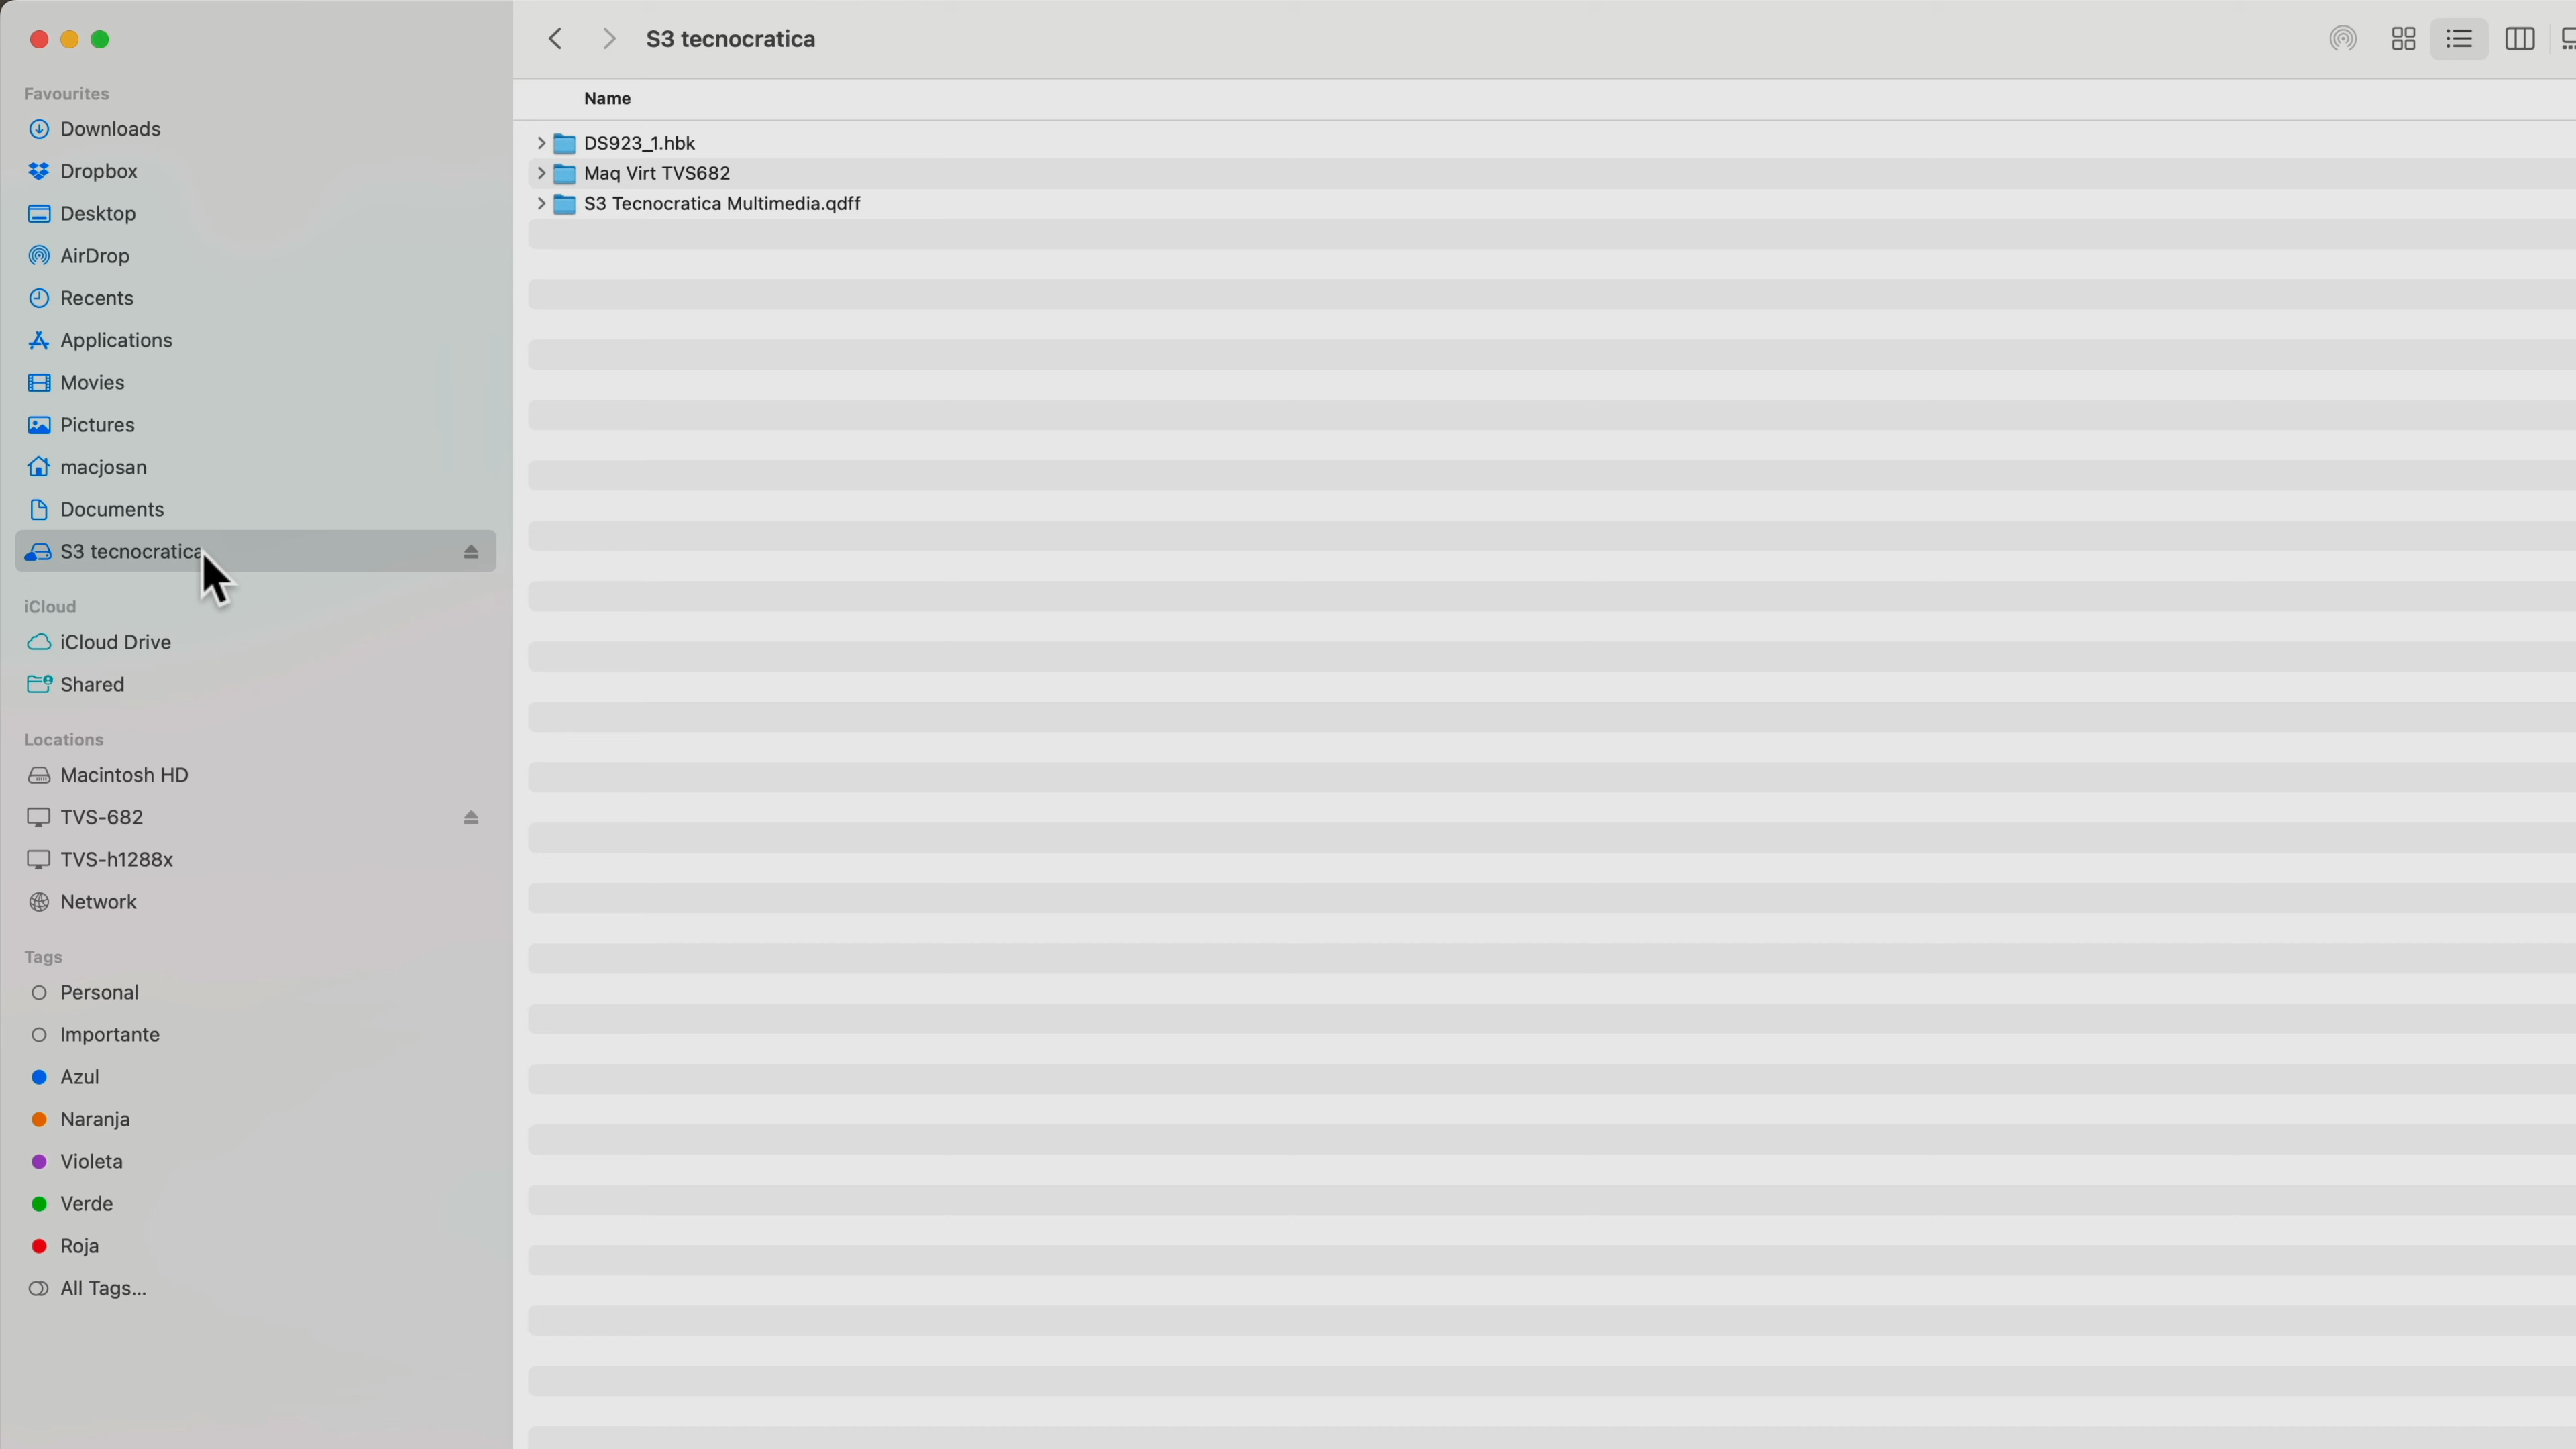 S3 tecnocratica
Favourites
Downloads
Dropbox
Desktop
AirDrop
Recents
Applications
Movies
Pictures
macjosan
Documents
S3 tecnocratica
iCloud
iCloud Drive
Shared
Locations
Macintosh HD
TVS-682
TVS-h1288x
Network
Tags
Personal
Importante
Azul
Naranja
Violeta
Verde
Roja
All Tags...
Name
DS923_1.hbk
Maq Virt TVS682
S3 Tecnocratica Multimedia.qdff